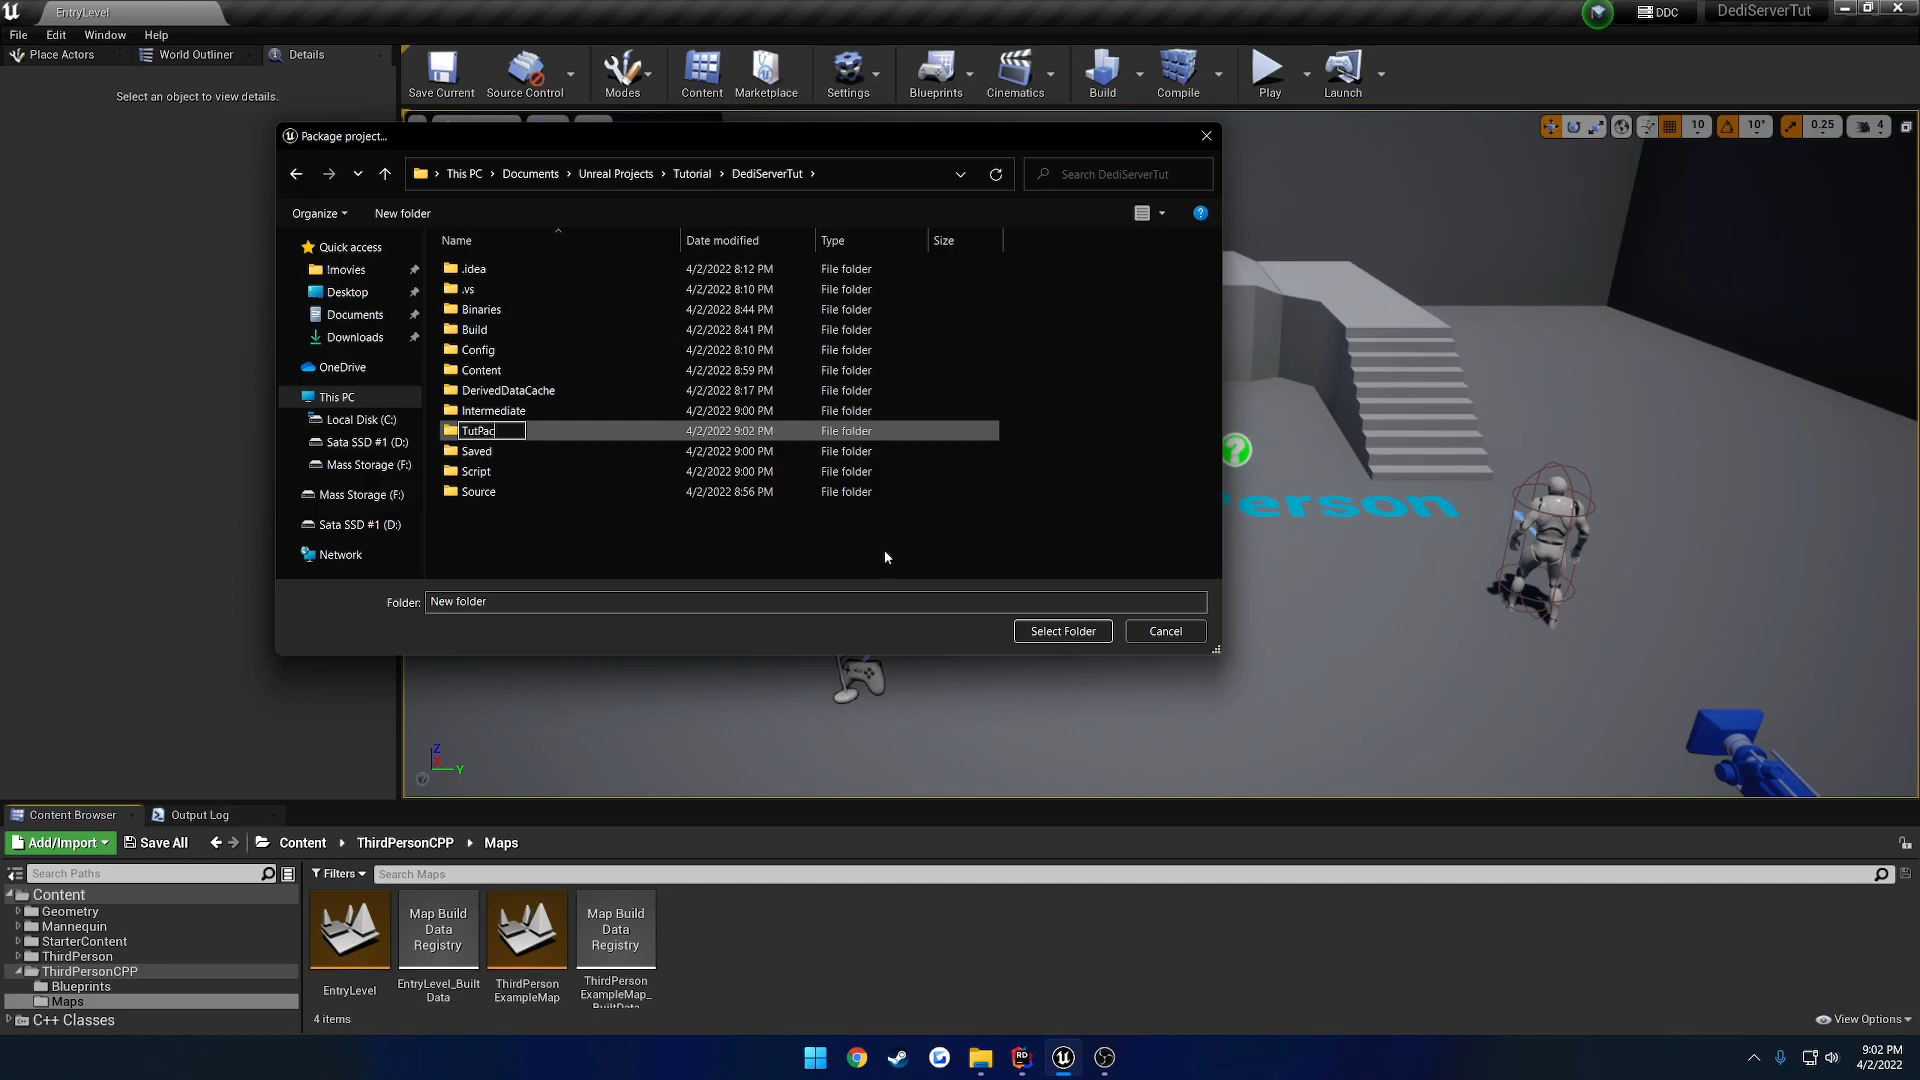 EntryLevel
DDC
DediServerTut
File Edit Window Help
Place Actors World Outliner Details
Select an object to view details.
Save Current Source Control Modes Content Marketplace Settings Blueprints Cinematics Build Compile Play Launch
10 10° 0.25 4
Package project...
This PC Documents Unreal Projects Tutorial DediServerTut
Search DediServerTut
Organize New folder
Name Date modified Type Size
Quick access
!movies
Desktop
Documents
Downloads
OneDrive
This PC
Local Disk (C:)
Sata SSD #1 (D:)
Mass Storage (F:)
Mass Storage (F:)
Sata SSD #1 (D:)
Network
.idea 4/2/2022 8:12 PM File folder
.vs 4/2/2022 8:10 PM File folder
Binaries 4/2/2022 8:44 PM File folder
Build 4/2/2022 8:41 PM File folder
Config 4/2/2022 8:10 PM File folder
Content 4/2/2022 8:59 PM File folder
DerivedDataCache 4/2/2022 8:17 PM File folder
Intermediate 4/2/2022 9:00 PM File folder
TutPac 4/2/2022 9:02 PM File folder
Saved 4/2/2022 9:00 PM File folder
Script 4/2/2022 9:00 PM File folder
Source 4/2/2022 8:56 PM File folder
Folder: New folder
Select Folder Cancel
erson
Z
X
Y
Content Browser Output Log
Add/Import Save All Content ThirdPersonCPP Maps
Search Paths
Filters Search Maps
Content
Geometry
Mannequin
StarterContent
ThirdPerson
ThirdPersonCPP
Blueprints
Maps
C++ Classes
Map Build
Data
Registry
Map Build
Data
Registry
EntryLevel
EntryLevel_Built
Data
ThirdPerson
ExampleMap
ThirdPerson
ExampleMap_
BuiltData
4 items
View Options
RD
9:02 PM
4/2/2022